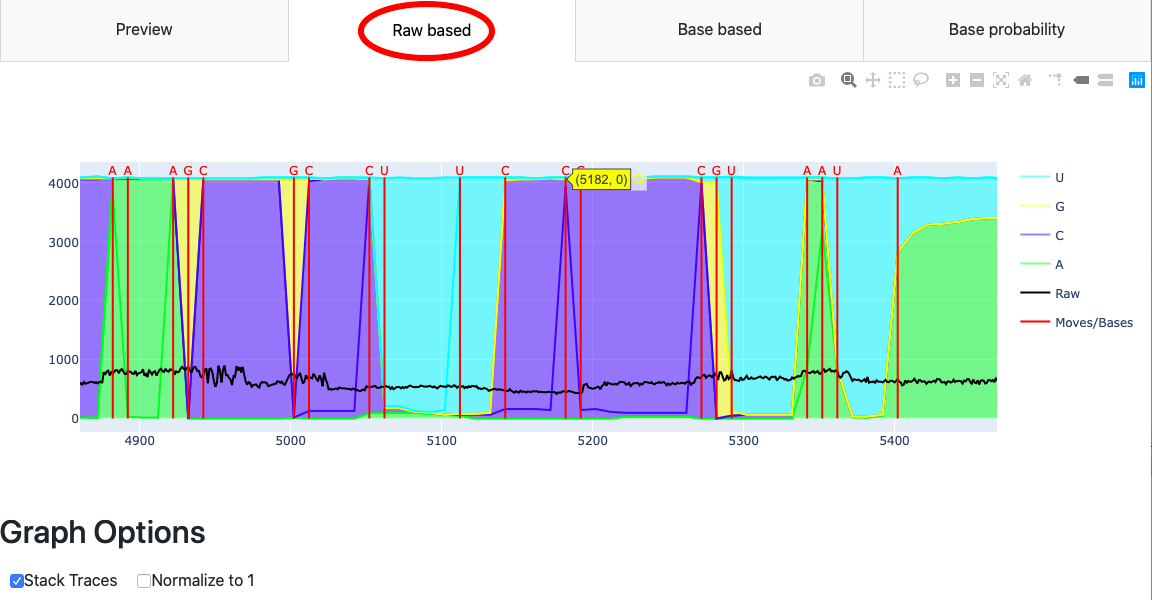 Preview Raw based Base based Base probability
A A A G C G C C U U C C (5182, 0) G C G U A A U A
4000
3000
2000
1000
0
4900 5000 5100 5200 5300 5400
U
G
C
A
Raw
Moves/Bases
Graph Options
Stack Traces Normalize to 1